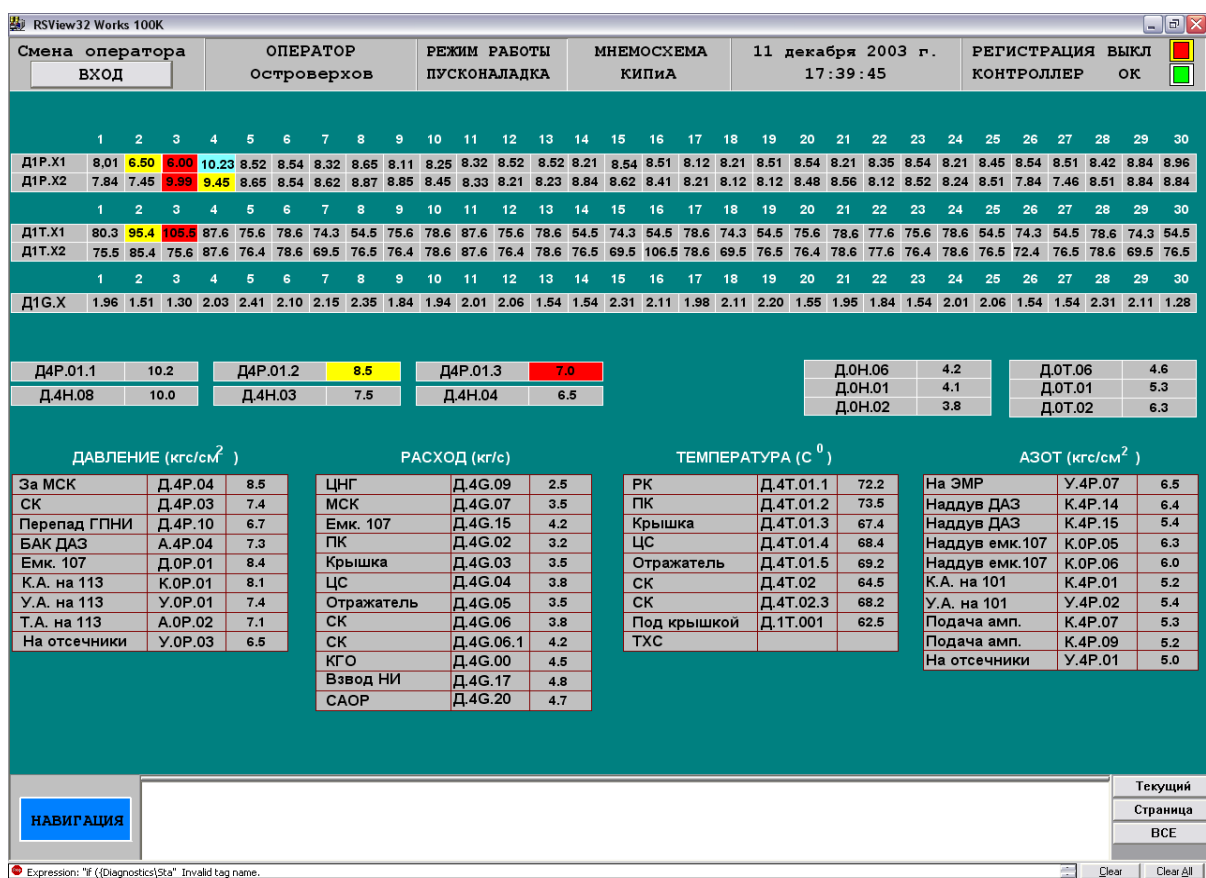 RSView32 Works 100K
Смена оператора ОПЕРАТОР РЕЖИМ РАБОТЫ МНЕМОСХЕМА 11 декабря 2003 г. РЕГИСТРАЦИЯ ВЫКЛ
ВХОД Островерхов ПУСКОНАЛАДКА КИПиА 17:39:45 КОНТРОЛЛЕР ОК
1 2 3 4 5 6 7 8 9 10 11 12 13 14 15 16 17 18 19 20 21 22 23 24 25 26 27 28 29 30
Д1Р.X1 8,01 6.50 6.00 10.23 8.52 8.54 8.32 8.65 8.11 8.25 8.32 8.52 8.52 8.21 8.54 8.51 8.12 8.21 8.51 8.54 8.21 8.35 8.54 8.21 8.45 8.54 8.51 8.42 8.84 8.96
Д1Р.X2 7.84 7.45 9.99 9.45 8.65 8.54 8.62 8.87 8.85 8.45 8.33 8.21 8.23 8.84 8.62 8.41 8.21 8.12 8.12 8.48 8.56 8.12 8.52 8.24 8.51 7.84 7.46 8.51 8.84 8.84
1 2 3 4 5 6 7 8 9 10 11 12 13 14 15 16 17 18 19 20 21 22 23 24 25 26 27 28 29 30
Д1Т.X1 80.3 95.4 105.5 87.6 75.6 78.6 74.3 54.5 75.6 78.6 87.6 75.6 78.6 54.5 74.3 54.5 78.6 74.3 54.5 75.6 78.6 77.6 75.6 78.6 54.5 74.3 54.5 78.6 74.3 54.5
Д1Т.X2 75.5 85.4 75.6 87.6 76.4 78.6 69.5 76.5 76.4 78.6 87.6 76.4 78.6 76.5 69.5 106.5 78.6 69.5 76.5 76.4 78.6 77.6 76.4 78.6 76.5 72.4 76.5 78.6 69.5 76.5
1 2 3 4 5 6 7 8 9 10 11 12 13 14 15 16 17 18 19 20 21 22 23 24 25 26 27 28 29 30
Д1G.X 1.96 1.51 1.30 2.03 2.41 2.10 2.15 2.35 1.84 1.94 2.01 2.06 1.54 1.54 2.31 2.11 1.98 2.11 2.20 1.55 1.95 1.84 1.54 2.01 2.06 1.54 1.54 2.31 2.11 1.28
Д4Р.01.1 10.2 Д4Р.01.2 8.5 Д4Р.01.3 7.0 Д.0Н.06 4.2 Д.0Т.06 4.6
Д.4Н.08 10.0 Д.4Н.03 7.5 Д.4Н.04 6.5 Д.0Н.01 4.1 Д.0Т.01 5.3
Д.0Н.02 3.8 Д.0Т.02 6.3
ДАВЛЕНИЕ (кгс/см2) РАСХОД (кг/с) ТЕМПЕРАТУРА (С 0) АЗОТ (кгс/см2)
За МСК Д.4Р.04 8.5 ЦНГ Д.4G.09 2.5 РК Д.4Т.01.1 72.2 На ЭМР У.4Р.07 6.5
СК Д.4Р.03 7.4 МСК Д.4G.07 3.5 ПК Д.4Т.01.2 73.5 Наддув ДАЗ К.4Р.14 6.4
Перепад ГПНИ Д.4Р.10 6.7 Емк. 107 Д.4G.15 4.2 Крышка Д.4Т.01.3 67.4 Наддув ДАЗ К.4Р.15 5.4
БАК ДАЗ А.4Р.04 7.3 ПК Д.4G.02 3.2 ЦС Д.4Т.01.4 68.4 Наддув емк.107 К.0Р.05 6.3
Емк. 107 Д.0Р.01 8.4 Крышка Д.4G.03 3.5 Отражатель Д.4Т.01.5 69.2 Наддув емк.107 К.0Р.06 6.0
К.А. на 113 К.0Р.01 8.1 ЦС Д.4G.04 3.8 СК Д.4Т.02 64.5 К.А. на 101 К.4Р.01 5.2
У.А. на 113 У.0Р.01 7.4 Отражатель Д.4G.05 3.5 СК Д.4Т.02.3 68.2 У.А. на 101 У.4Р.02 5.4
Т.А. на 113 А.0Р.02 7.1 СК Д.4G.06 3.8 Под крышкой Д.1Т.001 62.5 Подача амп. К.4Р.07 5.3
На отсечники У.0Р.03 6.5 СК Д.4G.06.1 4.2 ТХС Подача амп. К.4Р.09 5.2
КГО Д.4G.00 4.5 На отсечники У.4Р.01 5.0
Взвод НИ Д.4G.17 4.8
САОР Д.4G.20 4.7
Текущий
НАВИГАЦИЯ Страница
ВСЕ
Expression: "if ({Diagnostics\Sta" Invalid tag name. Clear Clear All